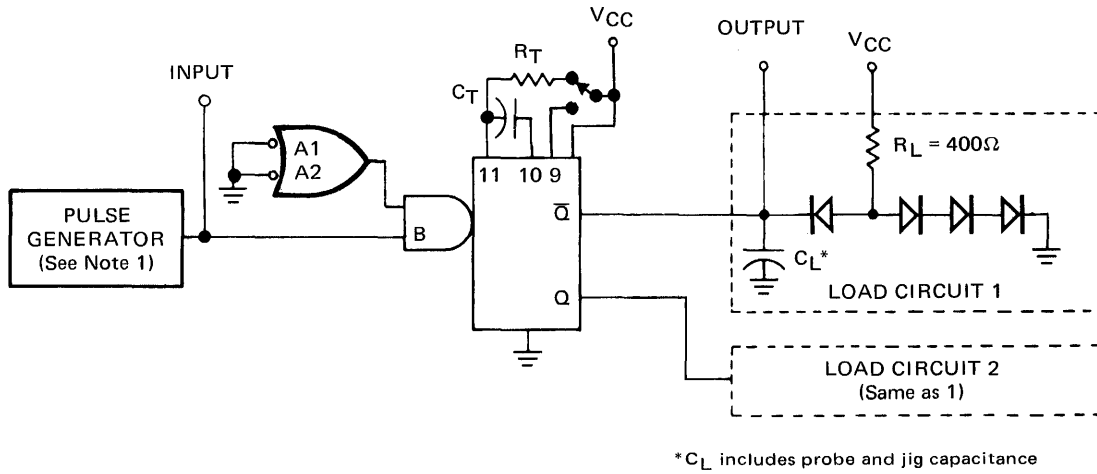 VCC
OUTPUT
VCC
INPUT
RT
CT
A1
A2
RL = 400Ω
11 10 9
PULSE
GENERATOR
(See Note 1)
B
Q̅
CL*
LOAD CIRCUIT 1
Q
LOAD CIRCUIT 2
(Same as 1)
*CL includes probe and jig capacitance